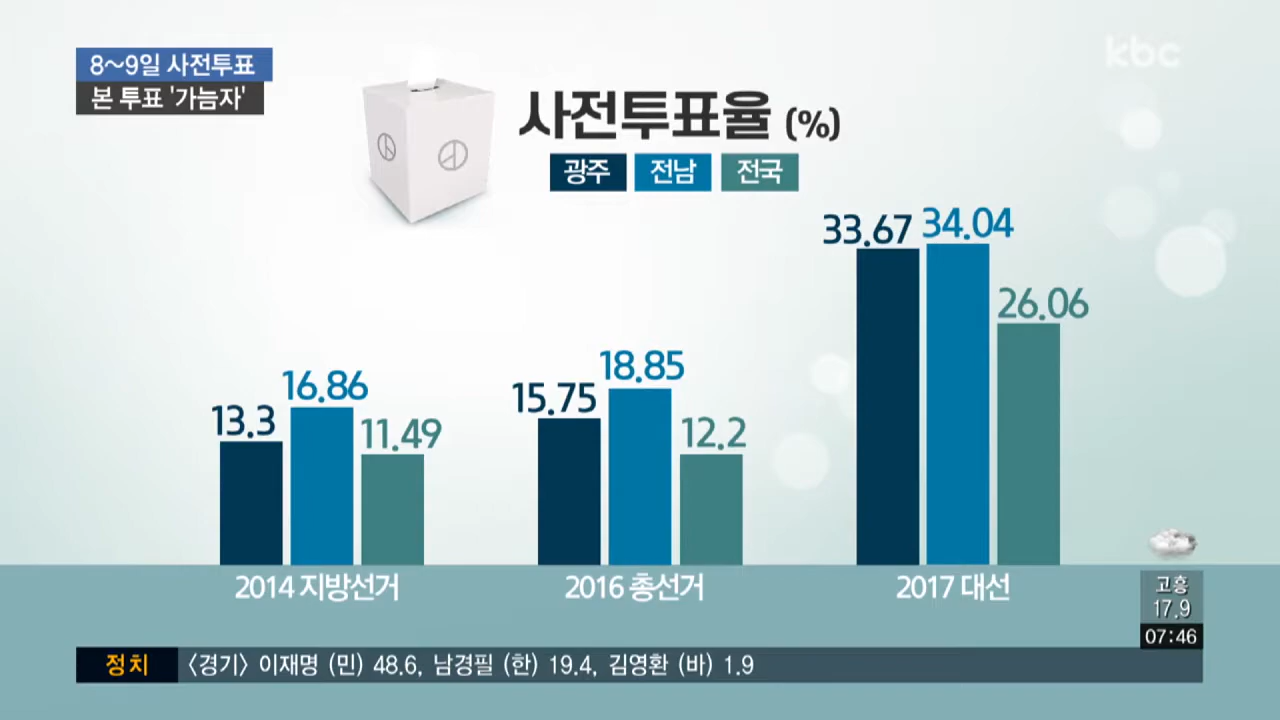 8~9일 사전투표
본 투표 '가늠자'
kbc
사전투표율 (%)
광주 전남 전국
13.3 16.86 11.49
15.75 18.85 12.2
33.67 34.04 26.06
2014 지방선거 2016 총선거 2017 대선
고흥
17.9
07:46
정치 〈경기〉 이재명 (민) 48.6, 남경필 (한) 19.4, 김영환 (바) 1.9